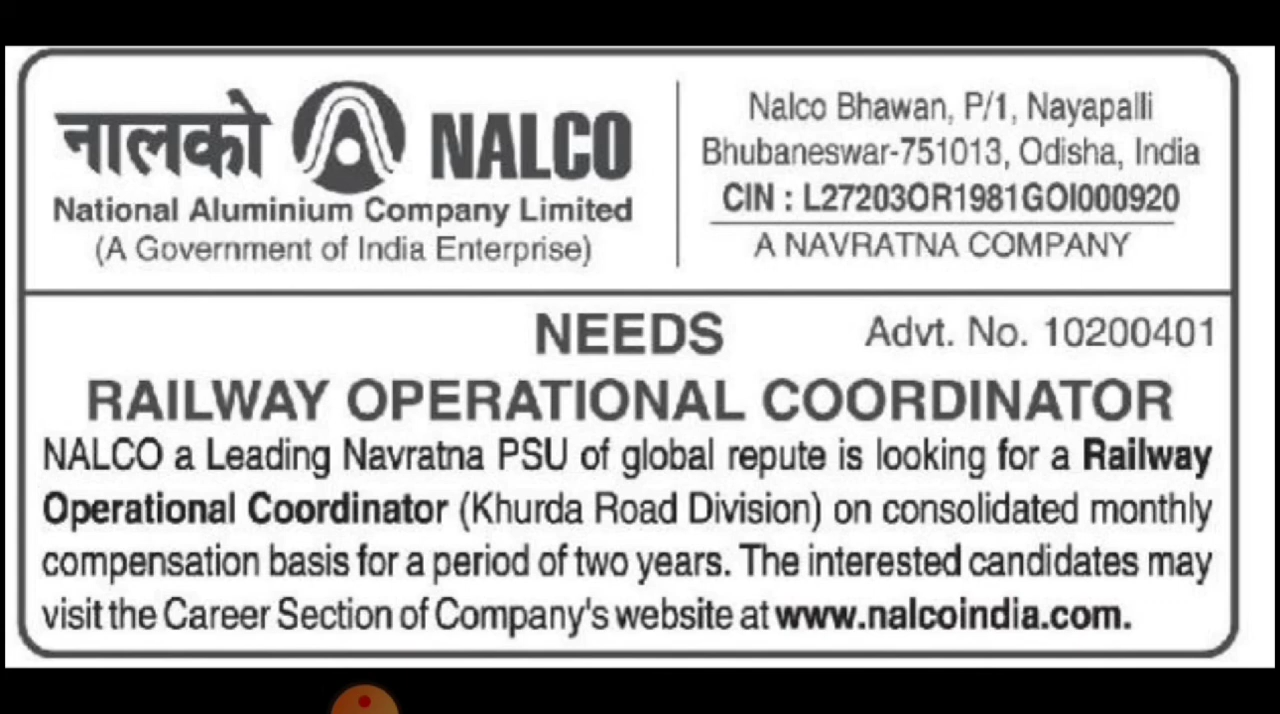 नालको NALCO
National Aluminium Company Limited
(A Government of India Enterprise)
Nalco Bhawan, P/1, Nayapalli
Bhubaneswar-751013, Odisha, India
CIN : L27203OR1981GOI000920
A NAVRATNA COMPANY
NEEDS Advt. No. 10200401
RAILWAY OPERATIONAL COORDINATOR
NALCO a Leading Navratna PSU of global repute is looking for a Railway
Operational Coordinator (Khurda Road Division) on consolidated monthly
compensation basis for a period of two years. The interested candidates may
visit the Career Section of Company's website at www.nalcoindia.com.